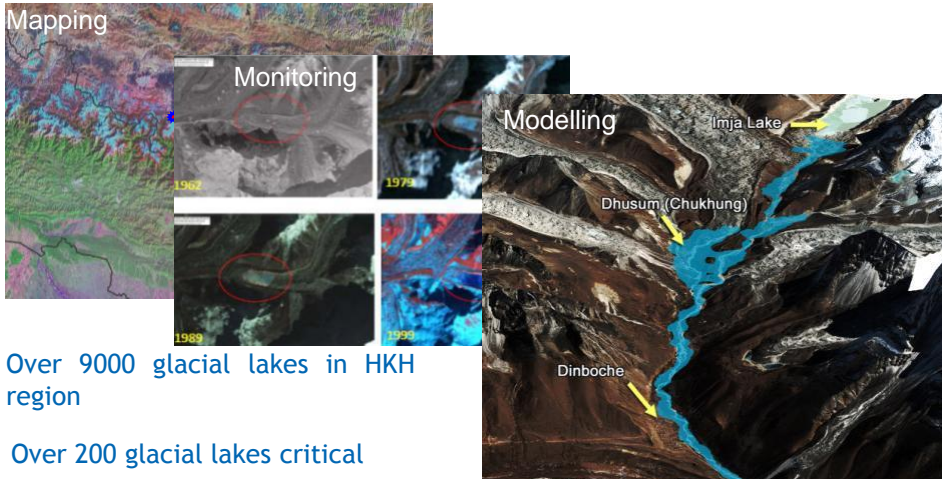 Mapping
Monitoring
1962
1979
1989
1999
Modelling
Imja Lake
Dhusum (Chukhung)
Dinboche
Over 9000 glacial lakes in HKH
region
Over 200 glacial lakes critical